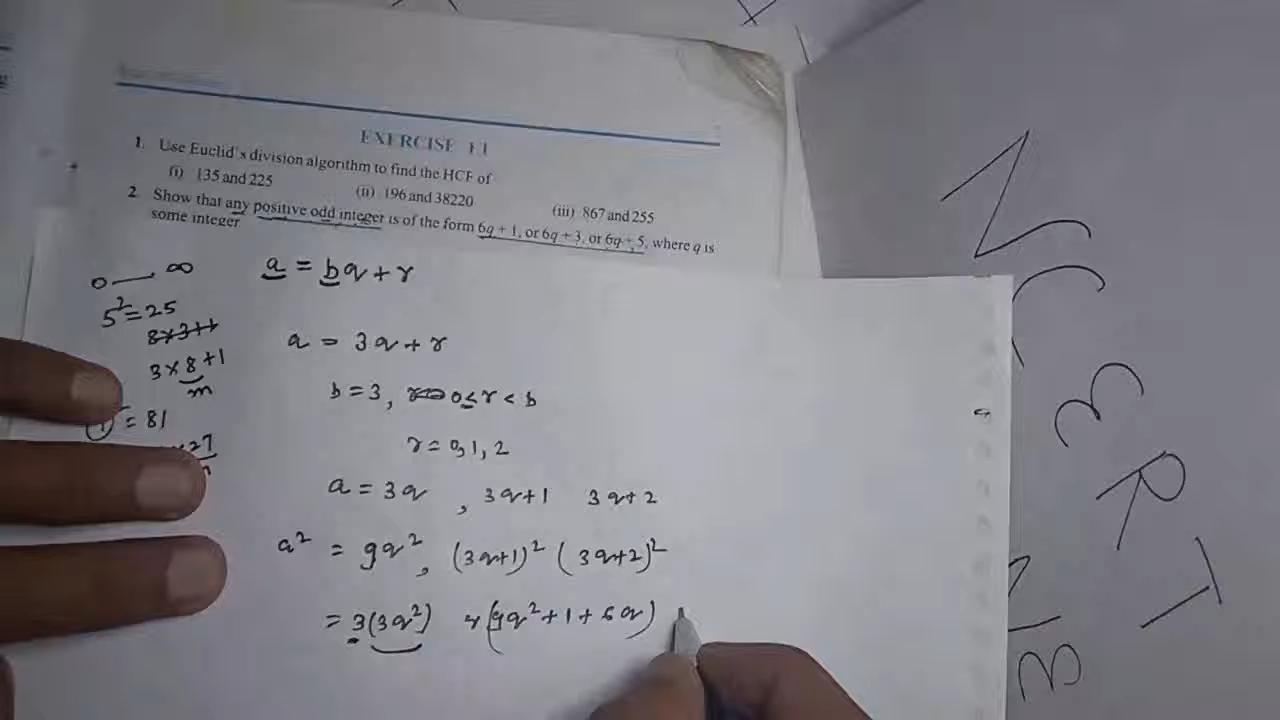 EXERCISE 1.1
1. Use Euclid's division algorithm to find the HCF of
(i) 135 and 225 (ii) 196 and 38220 (iii) 867 and 255
2. Show that any positive odd integer is of the form 6q + 1, or 6q + 3, or 6q + 5, where q is
some integer
0 — ∞
a = bq + r
5² = 25
8×3+1
3×8+1
m
= 81
×27
a = 3q + r
b = 3, 0 ≤ r < b
r = 0, 1, 2
a = 3q , 3q+1 3q+2
a² = 9q² , (3q+1)² (3q+2)²
= 3(3q²) (9q²+1+6q)
N
C
E
R
T